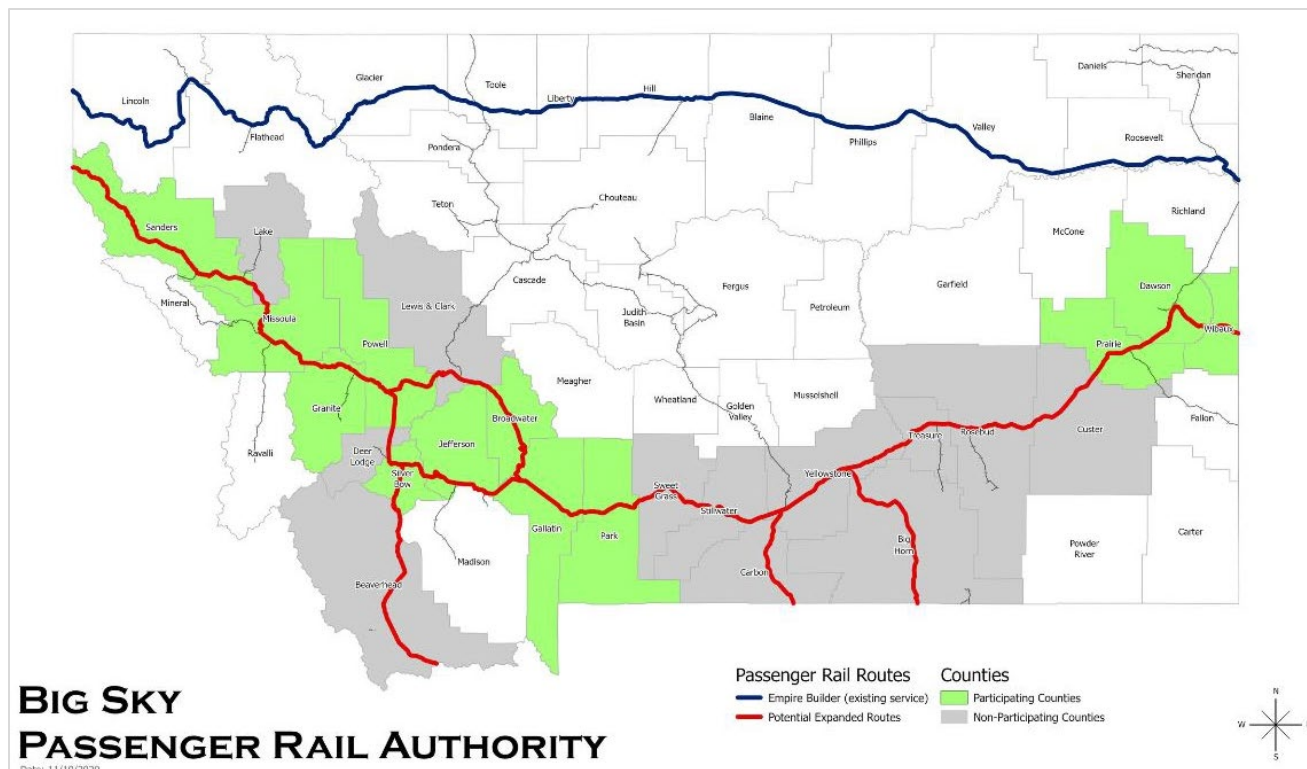 Lincoln
Glacier
Toole
Liberty
Hill
Blaine
Phillips
Valley
Daniels
Sheridan
Roosevelt
Flathead
Pondera
Teton
Chouteau
Richland
McCone
Sanders
Lake
Lewis & Clark
Cascade
Judith
Basin
Fergus
Petroleum
Garfield
Dawson
Wibaux
Prairie
Mineral
Missoula
Powell
Granite
Ravalli
Deer
Lodge
Silver
Bow
Jefferson
Broadwater
Meagher
Wheatland
Golden
Valley
Musselshell
Treasure
Rosebud
Custer
Fallon
Sweet
Grass
Stillwater
Yellowstone
Gallatin
Park
Carbon
Big
Horn
Powder
River
Carter
Madison
Beaverhead
Passenger Rail Routes
Empire Builder (existing service)
Potential Expanded Routes
Counties
Participating Counties
Non-Participating Counties
N
W
S
BIG SKY
PASSENGER RAIL AUTHORITY
Date: 11/10/2020